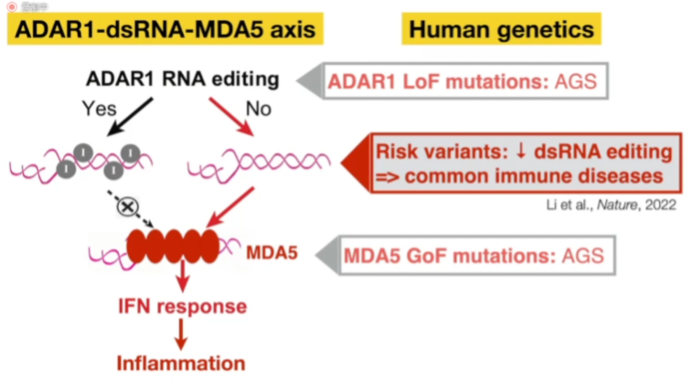 ADAR1-dsRNA-MDA5 axis
Human genetics
ADAR1 RNA editing
ADAR1 LoF mutations: AGS
Yes
No
I
I
I
I
Risk variants: ↓ dsRNA editing
=> common immune diseases
Li et al., Nature, 2022
MDA5
MDA5 GoF mutations: AGS
IFN response
Inflammation